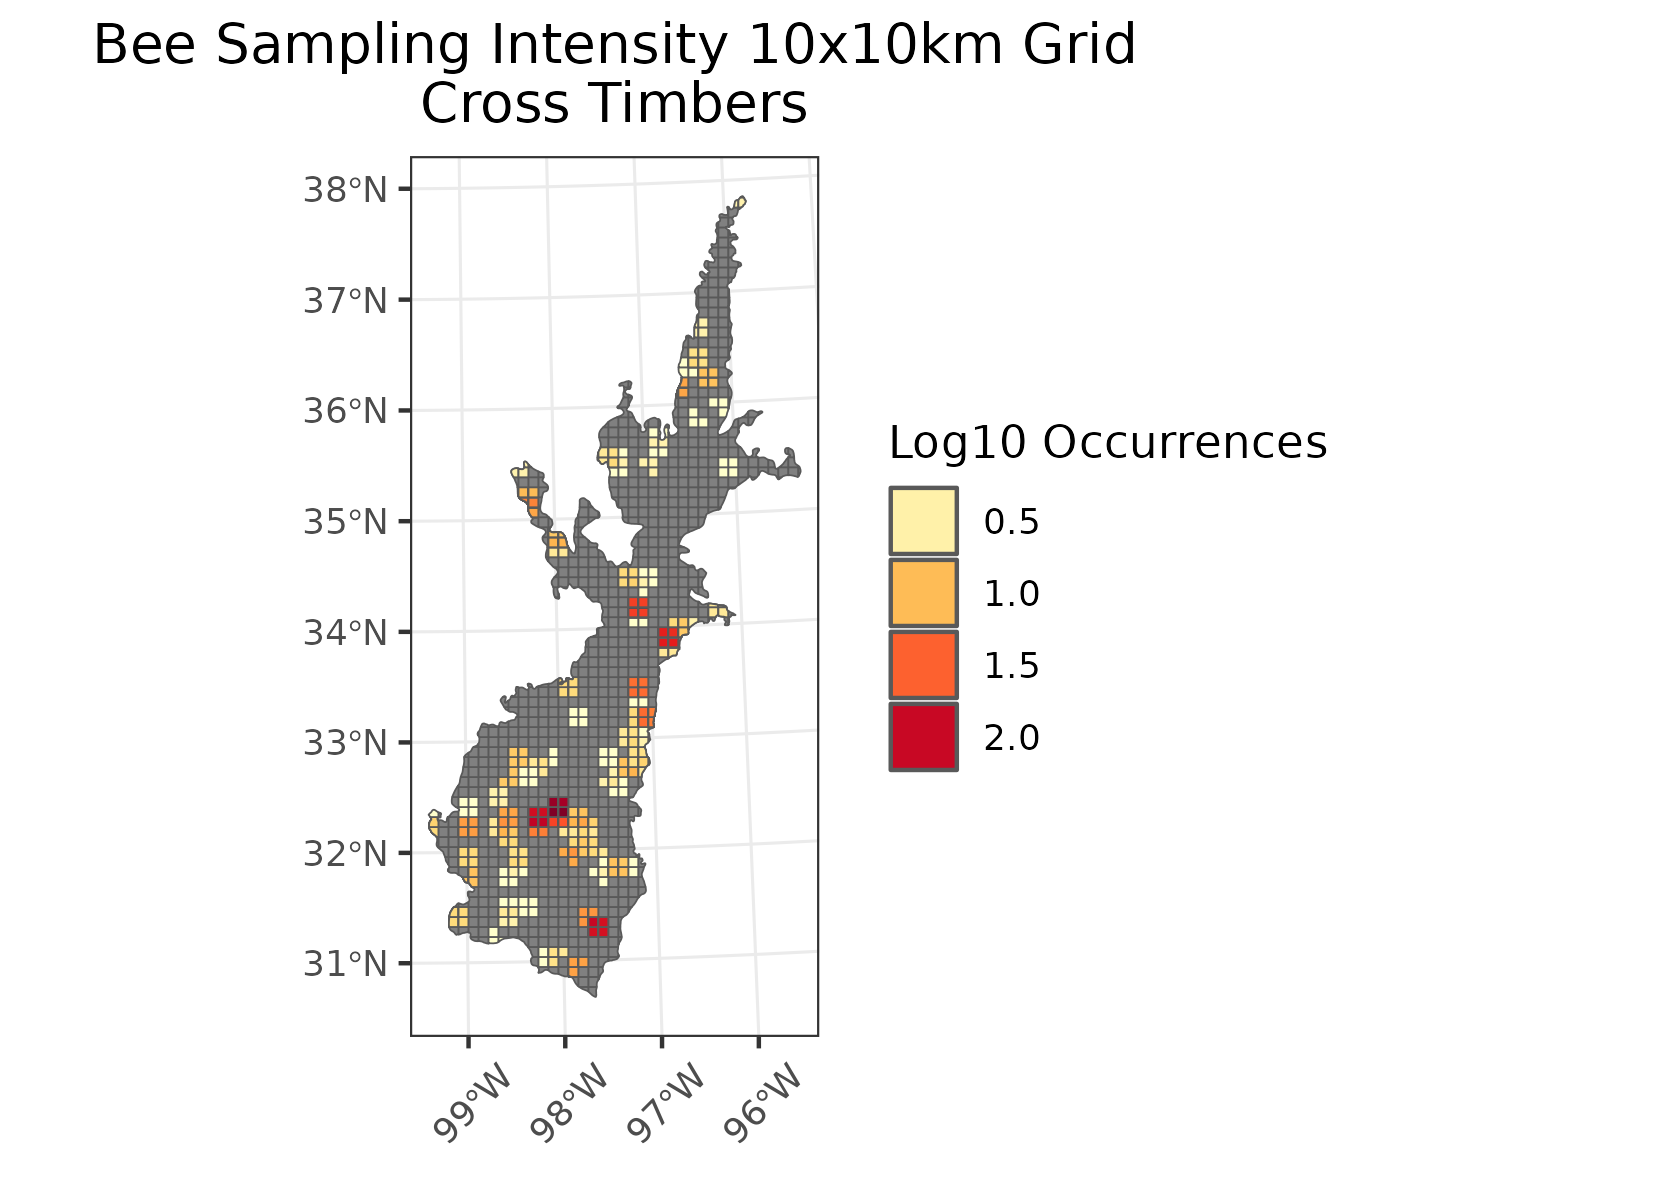 Bee Sampling Intensity 10x10km Grid
Cross Timbers
38°N
37°N
36°N
35°N
34°N
33°N
32°N
31°N
99°W
98°W
97°W
96°W
Log10 Occurrences
0.5
1.0
1.5
2.0